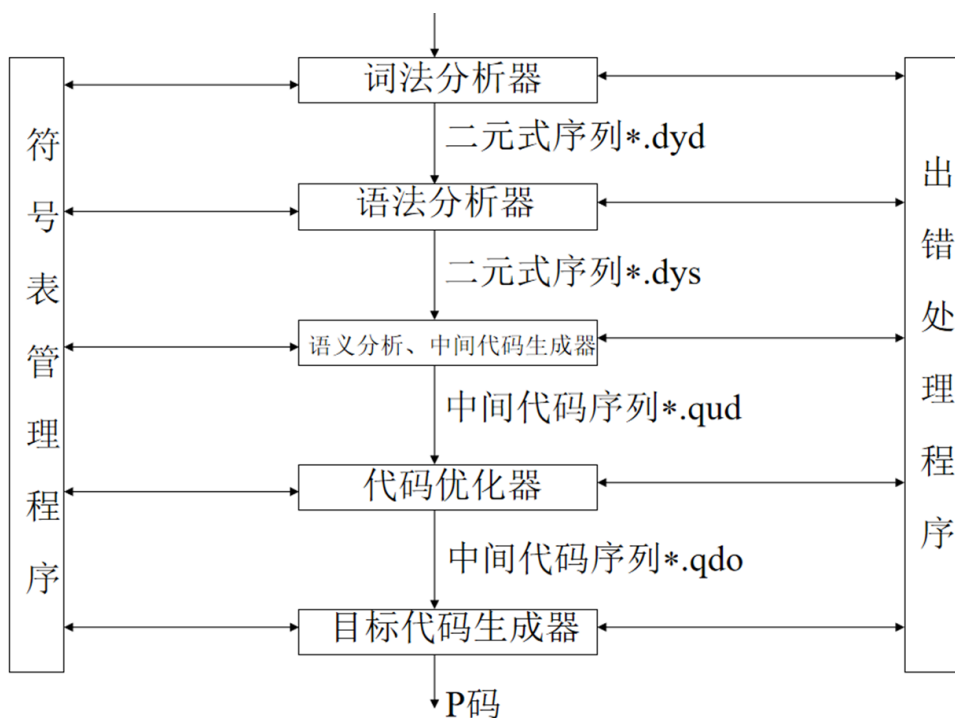 词法分析器
二元式序列*.dyd
语法分析器
二元式序列*.dys
语义分析、中间代码生成器
中间代码序列*.qud
代码优化器
中间代码序列*.qdo
目标代码生成器
P码
符号表管理程序
出错处理程序